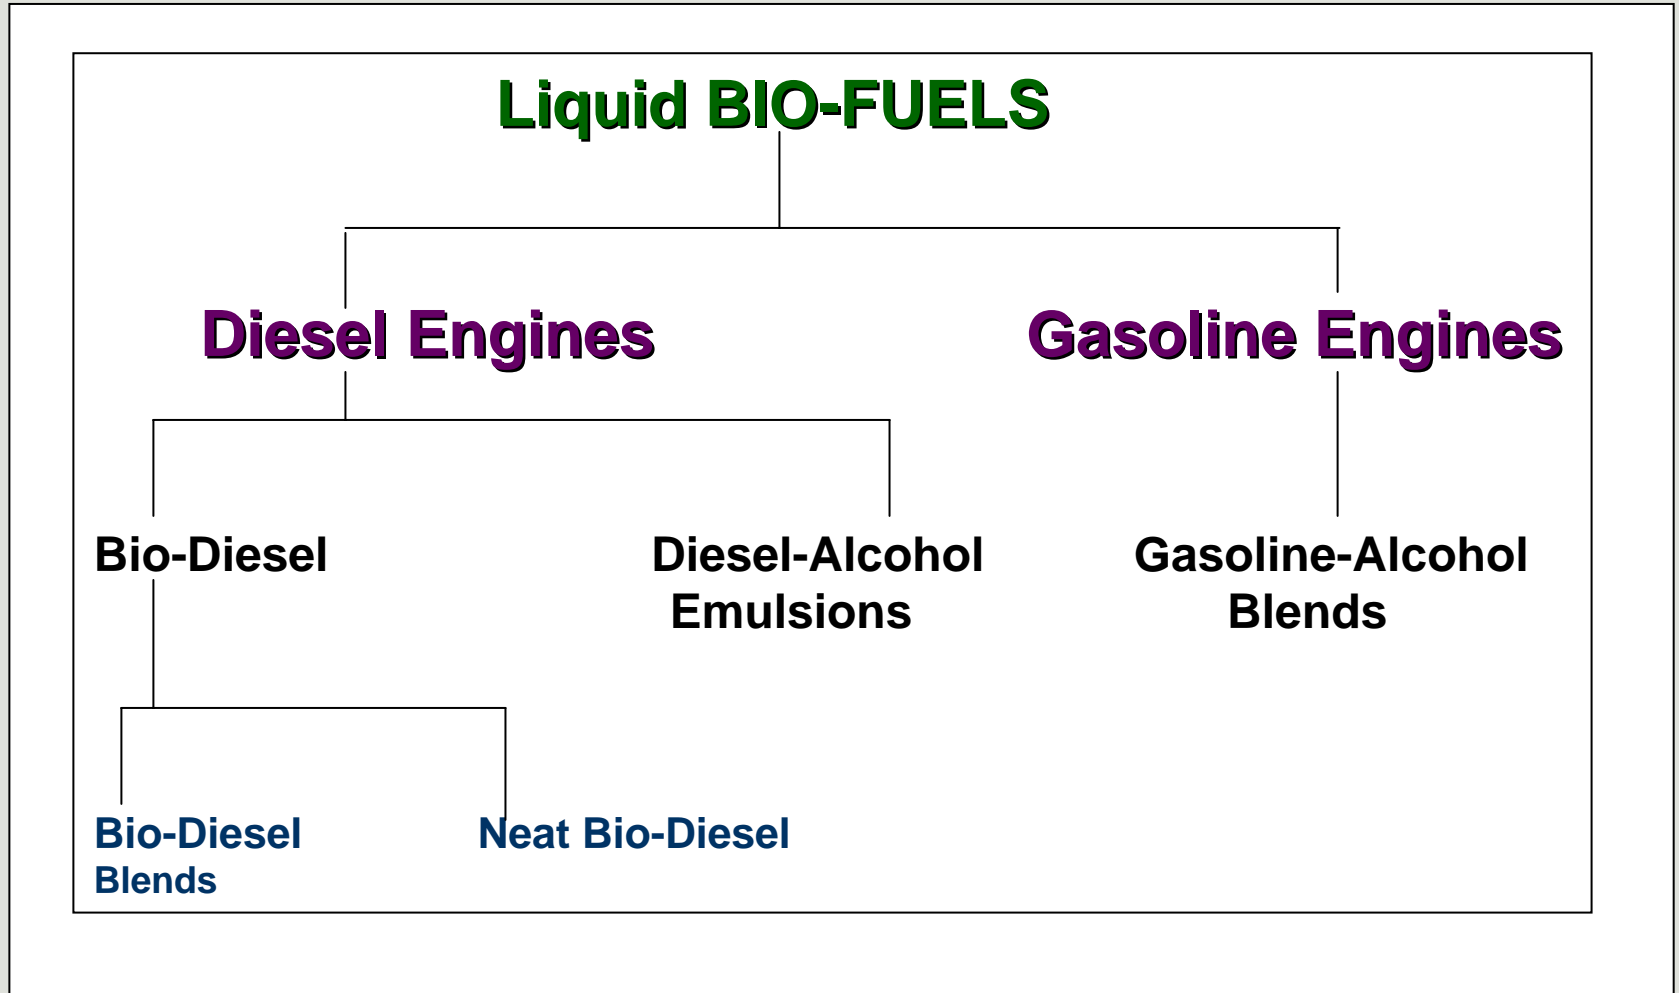 Liquid BIO-FUELS
Diesel Engines
Gasoline Engines
Bio-Diesel
Diesel-Alcohol
Emulsions
Gasoline-Alcohol
Blends
Bio-Diesel
Blends
Neat Bio-Diesel